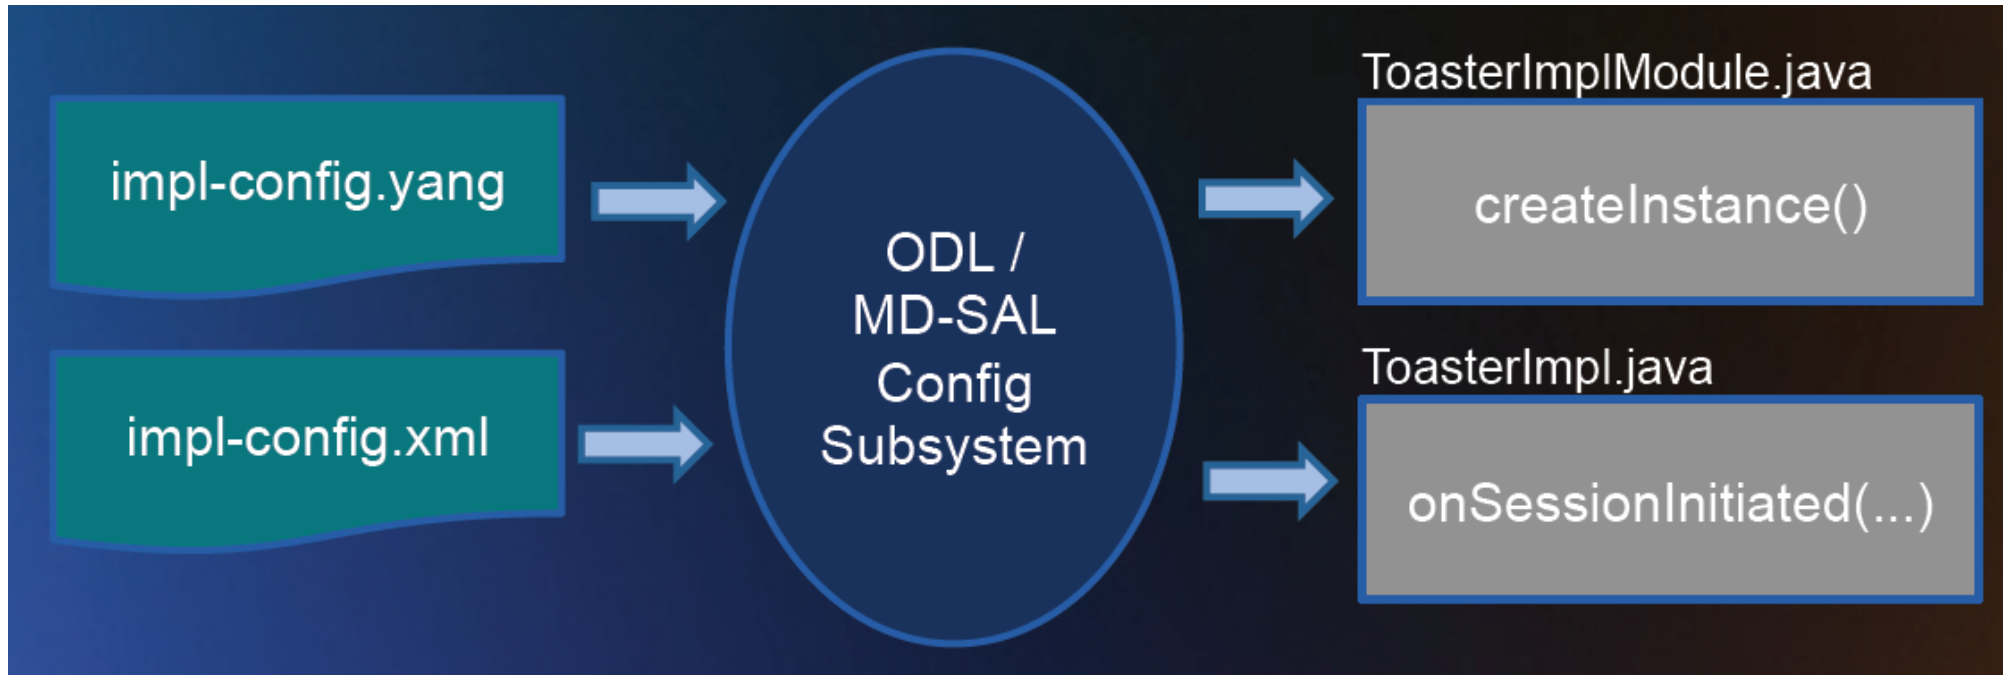 impl-config.yang
impl-config.xml
ODL /
MD-SAL
Config
Subsystem
ToasterImplModule.java
createInstance()
ToasterImpl.java
onSessionInitiated(...)